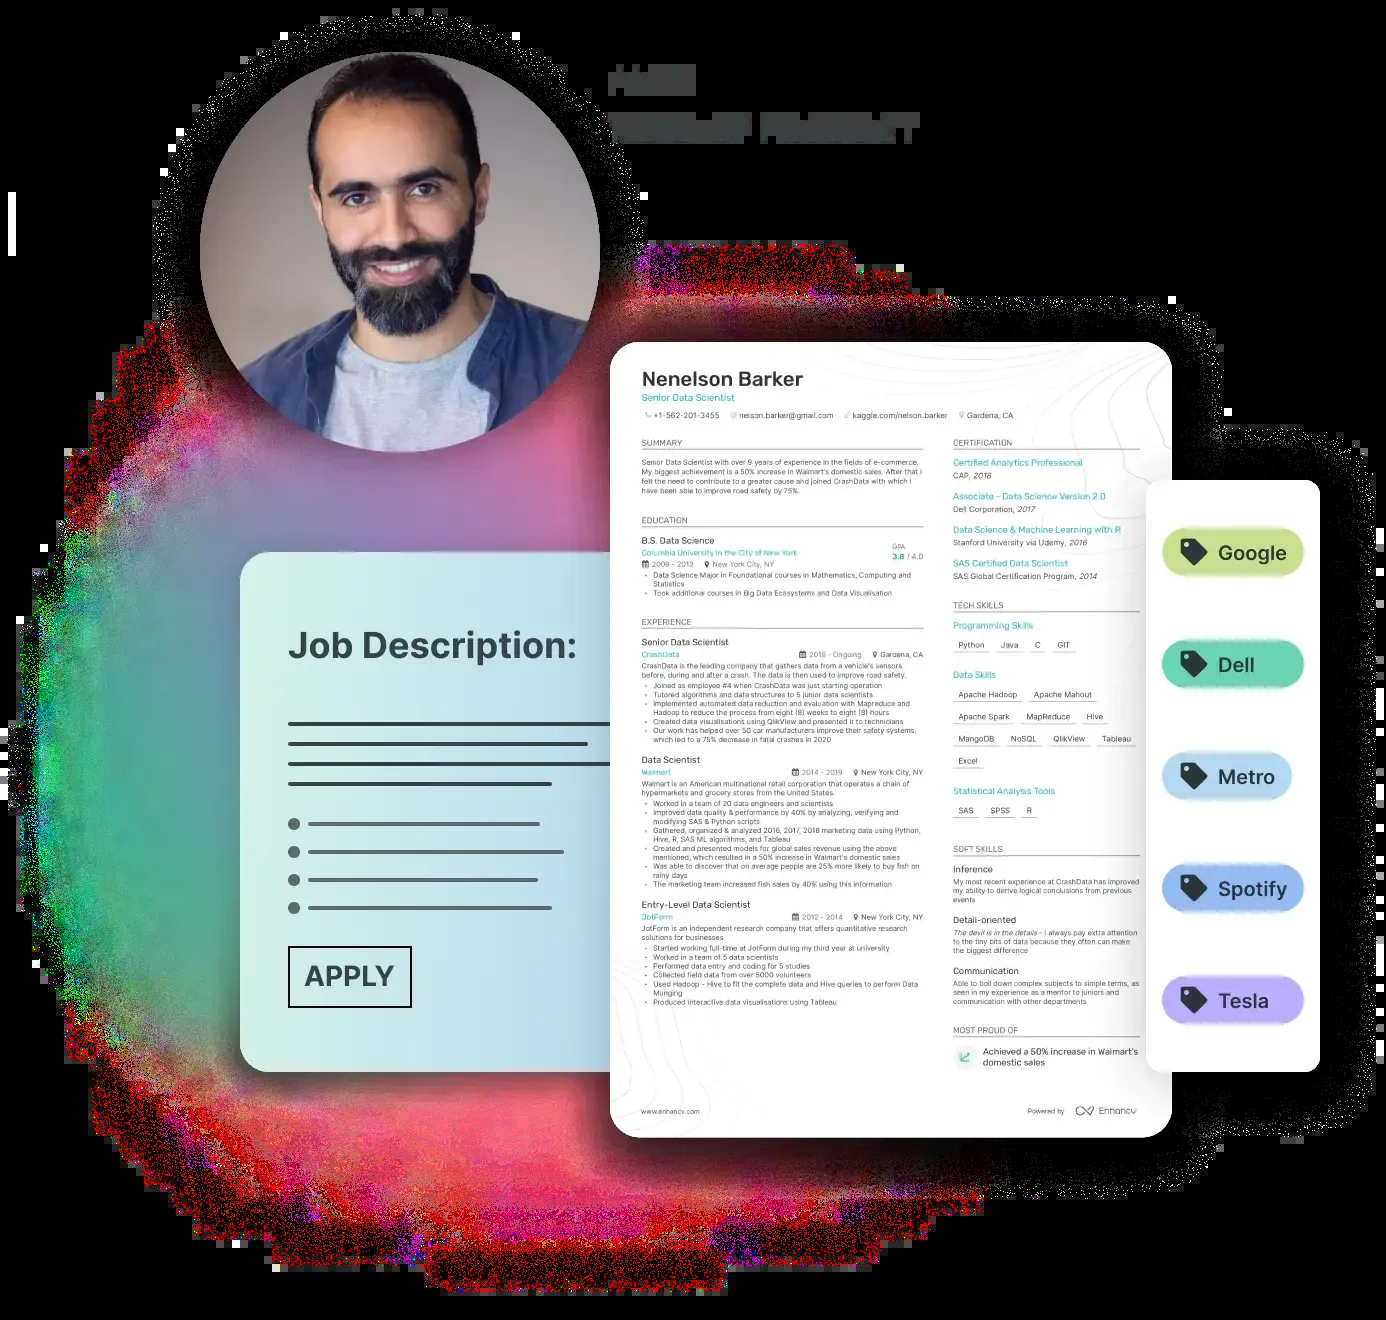 Nenelson Barker
Senior Data Scientist
+1-562-201-3455 nelson.barker@gmail.com kaggle.com/nelson.barker Gardena, CA
SUMMARY
Senior Data Scientist with over 9 years of experience in the fields of e-commerce.
My biggest achievement is a 50% increase in Walmart's domestic sales. After that I
felt the need to contribute to a greater cause and joined CrashData with which I
have been able to improve road safety by 75%.
EDUCATION
B.S. Data Science
Columbia University in the City of New York
GPA
3.8 / 4.0
2009 - 2013 New York City, NY
• Data Science Major in Foundational courses in Mathematics, Computing and
Statistics
• Took additional courses in Big Data Ecosystems and Data Visualisation
EXPERIENCE
Senior Data Scientist
CrashData 2019 - Ongoing Gardena, CA
CrashData is the leading company that gathers data from a vehicle's sensors
before, during and after a crash. The data is then used to improve road safety.
• Joined as employee #4 when CrashData was just starting operation
• Tutored algorithms and data structures to 5 junior data scientists
• Implemented automated data reduction and evaluation with Mapreduce and
Hadoop to reduce the process from eight (8) weeks to eight (8) hours
• Created data visualisations using QlikView and presented it to technicians
• Our work has helped over 50 car manufacturers improve their safety systems,
which led to a 75% decrease in fatal crashes in 2020
Data Scientist
Walmart 2014 - 2019 New York City, NY
Walmart is an American multinational retail corporation that operates a chain of
hypermarkets and grocery stores from the United States.
• Worked in a team of 20 data engineers and scientists
• Improved data quality & performance by 40% by analyzing, verifying and
modifying SAS & Python scripts
• Gathered, organized & analyzed 2016, 2017, 2018 marketing data using Python,
Hive, R, SAS ML algorithms, and Tableau
• Created and presented models for global sales revenue using the above
mentioned, which resulted in a 50% increase in Walmart's domestic sales
• Was able to discover that on average people are 25% more likely to buy fish on
rainy days
• The marketing team increased fish sales by 40% using this information
Entry-Level Data Scientist
JotForm 2012 - 2014 New York City, NY
JotForm is an independent research company that offers quantitative research
solutions for businesses
• Started working full-time at JotForm during my third year at university
• Worked in a team of 5 data scientists
• Performed data entry and coding for 5 studies
• Collected field data from over 5000 volunteers
• Used Hadoop - Hive to fit the complete data and Hive queries to perform Data
Munging
• Produced interactive data visualisations using Tableau
www.enhancv.com
CERTIFICATION
Certified Analytics Professional
CAP, 2018
Associate - Data Science Version 2.0
Dell Corporation, 2017
Data Science & Machine Learning with R
Stanford University via Udemy, 2016
SAS Certified Data Scientist
SAS Global Certification Program, 2014
TECH SKILLS
Programming Skills
Python Java C GIT
Data Skills
Apache Hadoop Apache Mahout
Apache Spark MapReduce Hive
MangoDB NoSQL QlikView Tableau
Excel
Statistical Analysis Tools
SAS SPSS R
SOFT SKILLS
Inference
My most recent experience at CrashData has improved
my ability to derive logical conclusions from previous
events
Detail-oriented
The devil is in the details - I always pay extra attention
to the tiny bits of data because they often can make
the biggest difference
Communication
Able to boil down complex subjects to simple terms, as
seen in my experience as a mentor to juniors and
communication with other departments
MOST PROUD OF
Achieved a 50% increase in Walmart's
domestic sales
Powered by Enhancv
Job Description:
APPLY
Google
Dell
Metro
Spotify
Tesla